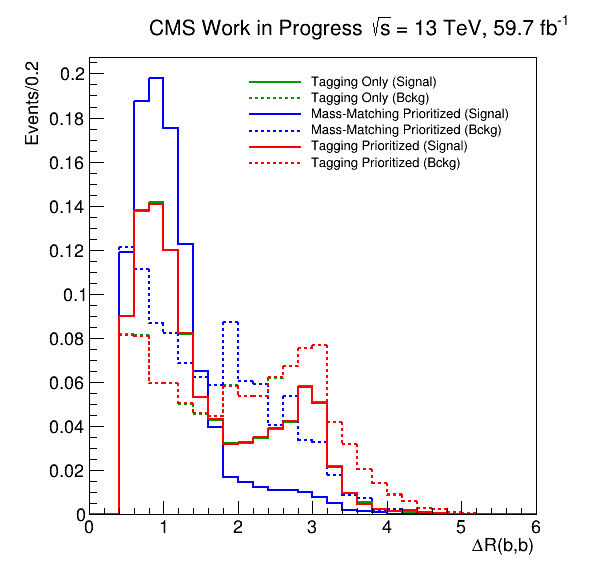 CMS Work in Progress √s = 13 TeV, 59.7 fb⁻¹
Events/0.2
0.2
0.18
0.16
0.14
0.12
0.1
0.08
0.06
0.04
0.02
0
Tagging Only (Signal)
Tagging Only (Bckg)
Mass-Matching Prioritized (Signal)
Mass-Matching Prioritized (Bckg)
Tagging Prioritized (Signal)
Tagging Prioritized (Bckg)
0 1 2 3 4 5 6
ΔR(b,b)